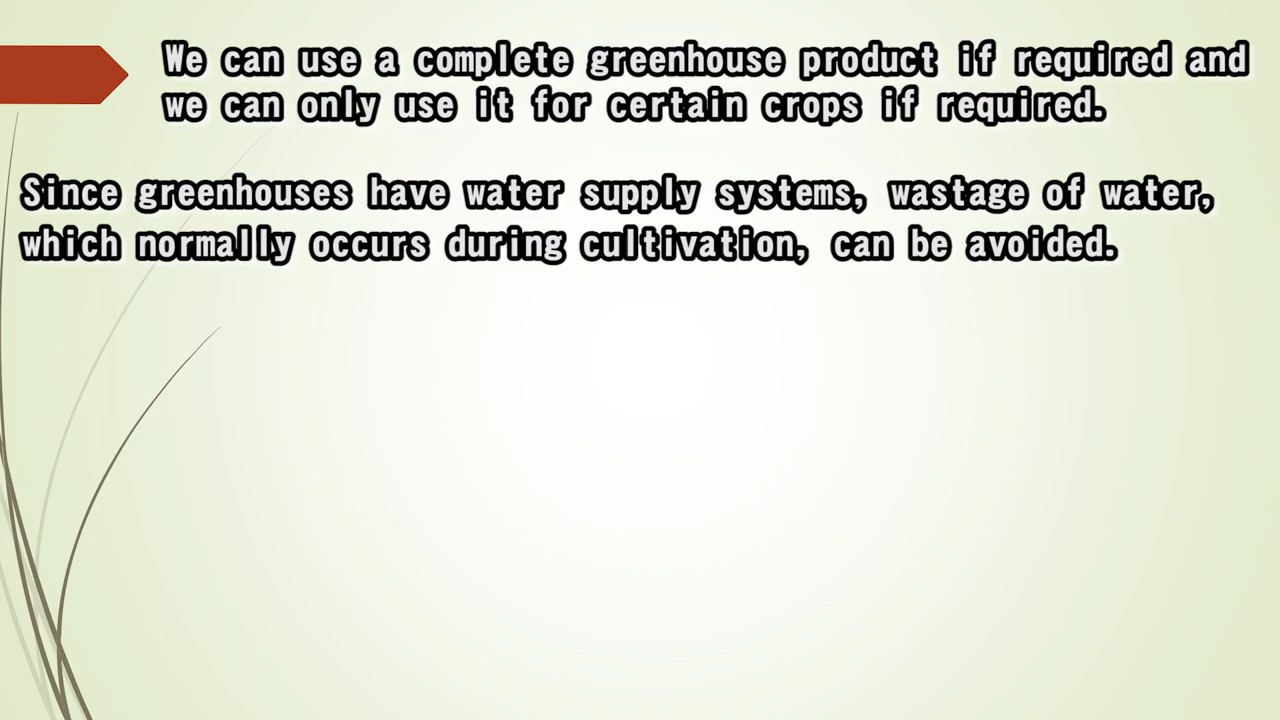 We can use a complete greenhouse product if required and
we can only use it for certain crops if required.
Since greenhouses have water supply systems, wastage of water,
which normally occurs during cultivation, can be avoided.